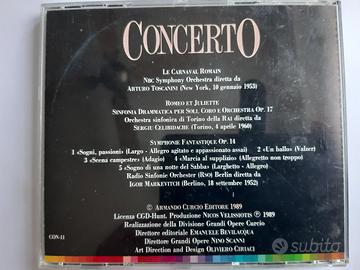 CONCERTO
LE CARNAVAL ROMAIN
NBC Symphony Orchestra diretta da
ARTURO TOSCANINI (New York, 10 gennaio 1953)
ROMEO ET JULIETTE
SINFONIA DRAMMATICA PER SOLI, CORO E ORCHESTRA OP. 17
Orchestra sinfonica di Torino della RAI diretta da
SERGIU CELIBIDACHE (Torino, 4 aprile 1960)
SYMPHONIE FANTASTIQUE OP. 14
1 «Sogni, passioni» (Largo - Allegro agitato e appassionato assai) 2 «Un ballo» (Valzer)
3 «Scena campestre» (Adagio) 4 «Marcia al supplizio» (Allegretto non troppo)
5 «Sogno di una notte del Sabba» (Larghetto - Allegro)
Radio Sinfonie Orchester (RSO) Berlin diretta da
IGOR MARKEVITCH (Berlino, 18 settembre 1952)
CON-11
© ARMANDO CURCIO EDITORE 1989
Licenza CGD-Hunt. Produzione NICOS VELISSIOTIS ℗ 1989
Realizzazione della Divisione Grandi Opere Curcio
Direttore editoriale EMANUELE BEVILACQUA
Direttore Grandi Opere NINO SCANI
Art Direction and Design OLIVIERO CIRIACI
subito